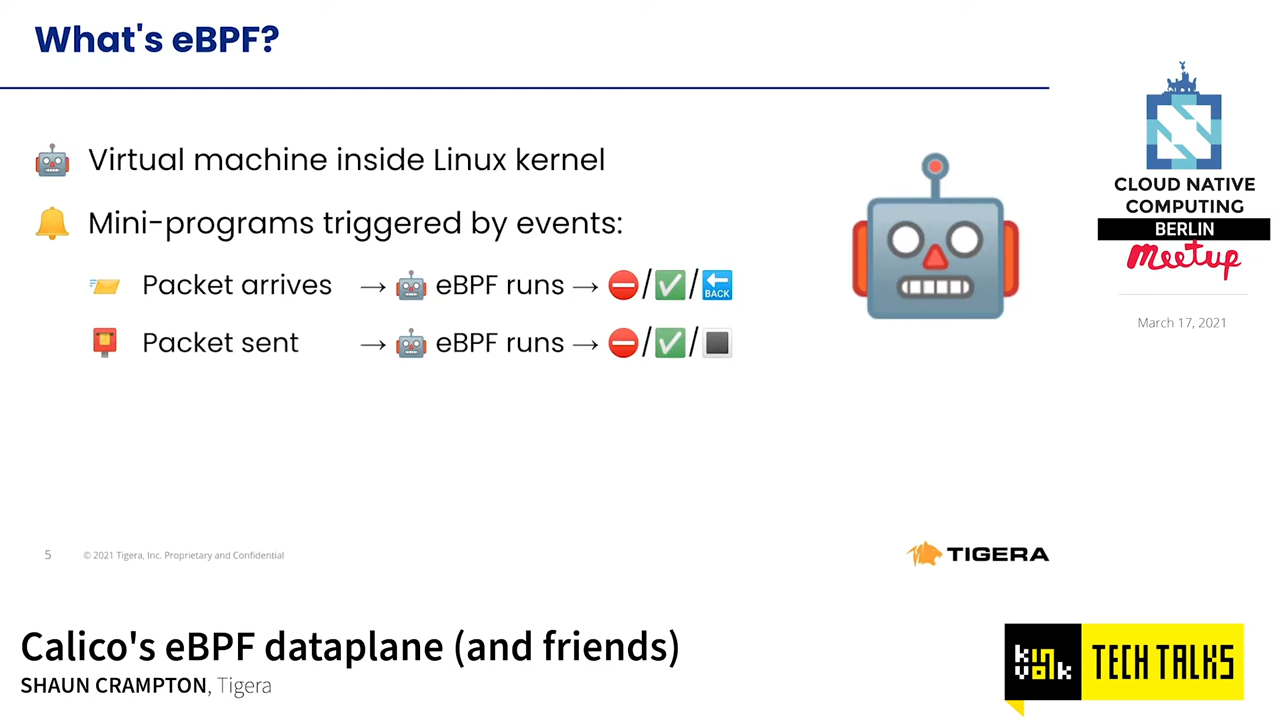 What's eBPF?
Virtual machine inside Linux kernel
Mini-programs triggered by events:
Packet arrives → eBPF runs → / / BACK
Packet sent → eBPF runs → / /
CLOUD NATIVE
COMPUTING
BERLIN
meetup
March 17, 2021
5 © 2021 Tigera, Inc. Proprietary and Confidential
TIGERA
Calico's eBPF dataplane (and friends)
SHAUN CRAMPTON, Tigera
kinvolk
TECH TALKS